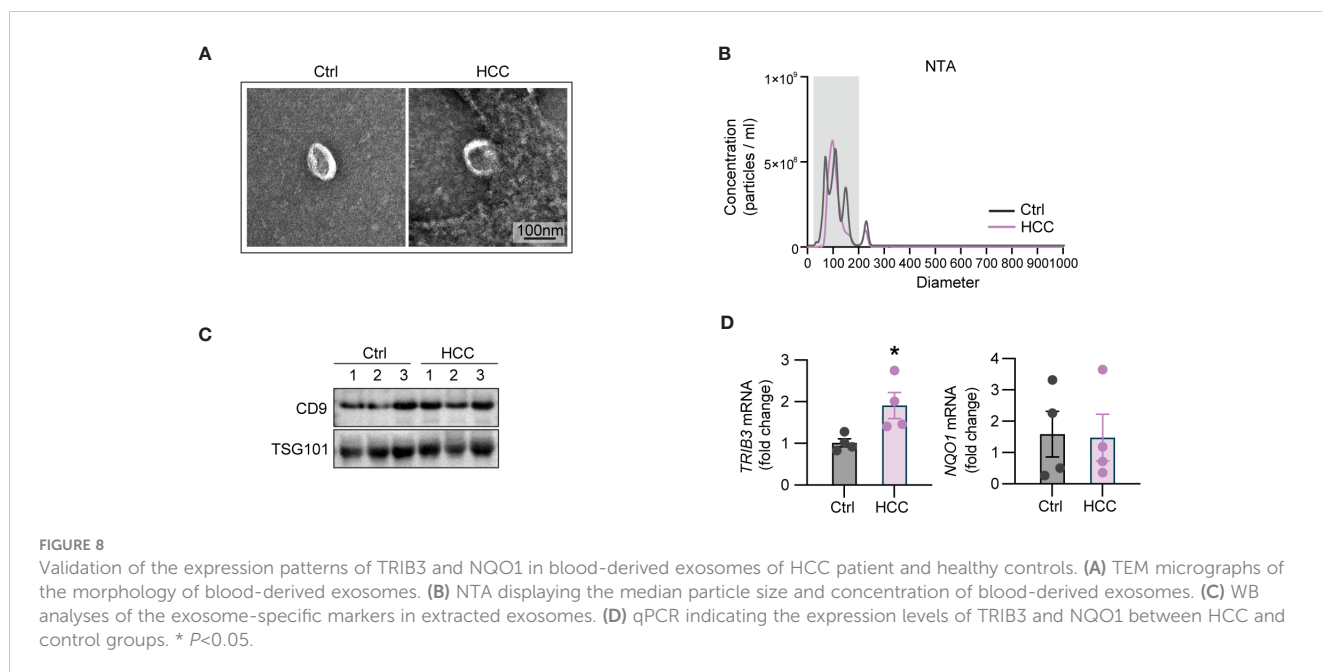 A
Ctrl
HCC
100nm
B
NTA
1×10⁹
5×10⁸
0
Concentration
(particles / ml)
Ctrl
HCC
0 100 200 300 400 500 600 700 800 9001000
Diameter
C
Ctrl HCC
1 2 3 1 2 3
CD9
TSG101
D
TRIB3 mRNA
(fold change)
3
2
1
0
*
Ctrl HCC
NQO1 mRNA
(fold change)
4
3
2
1
0
Ctrl HCC
FIGURE 8
Validation of the expression patterns of TRIB3 and NQO1 in blood-derived exosomes of HCC patient and healthy controls. (A) TEM micrographs of
the morphology of blood-derived exosomes. (B) NTA displaying the median particle size and concentration of blood-derived exosomes. (C) WB
analyses of the exosome-specific markers in extracted exosomes. (D) qPCR indicating the expression levels of TRIB3 and NQO1 between HCC and
control groups. * P<0.05.